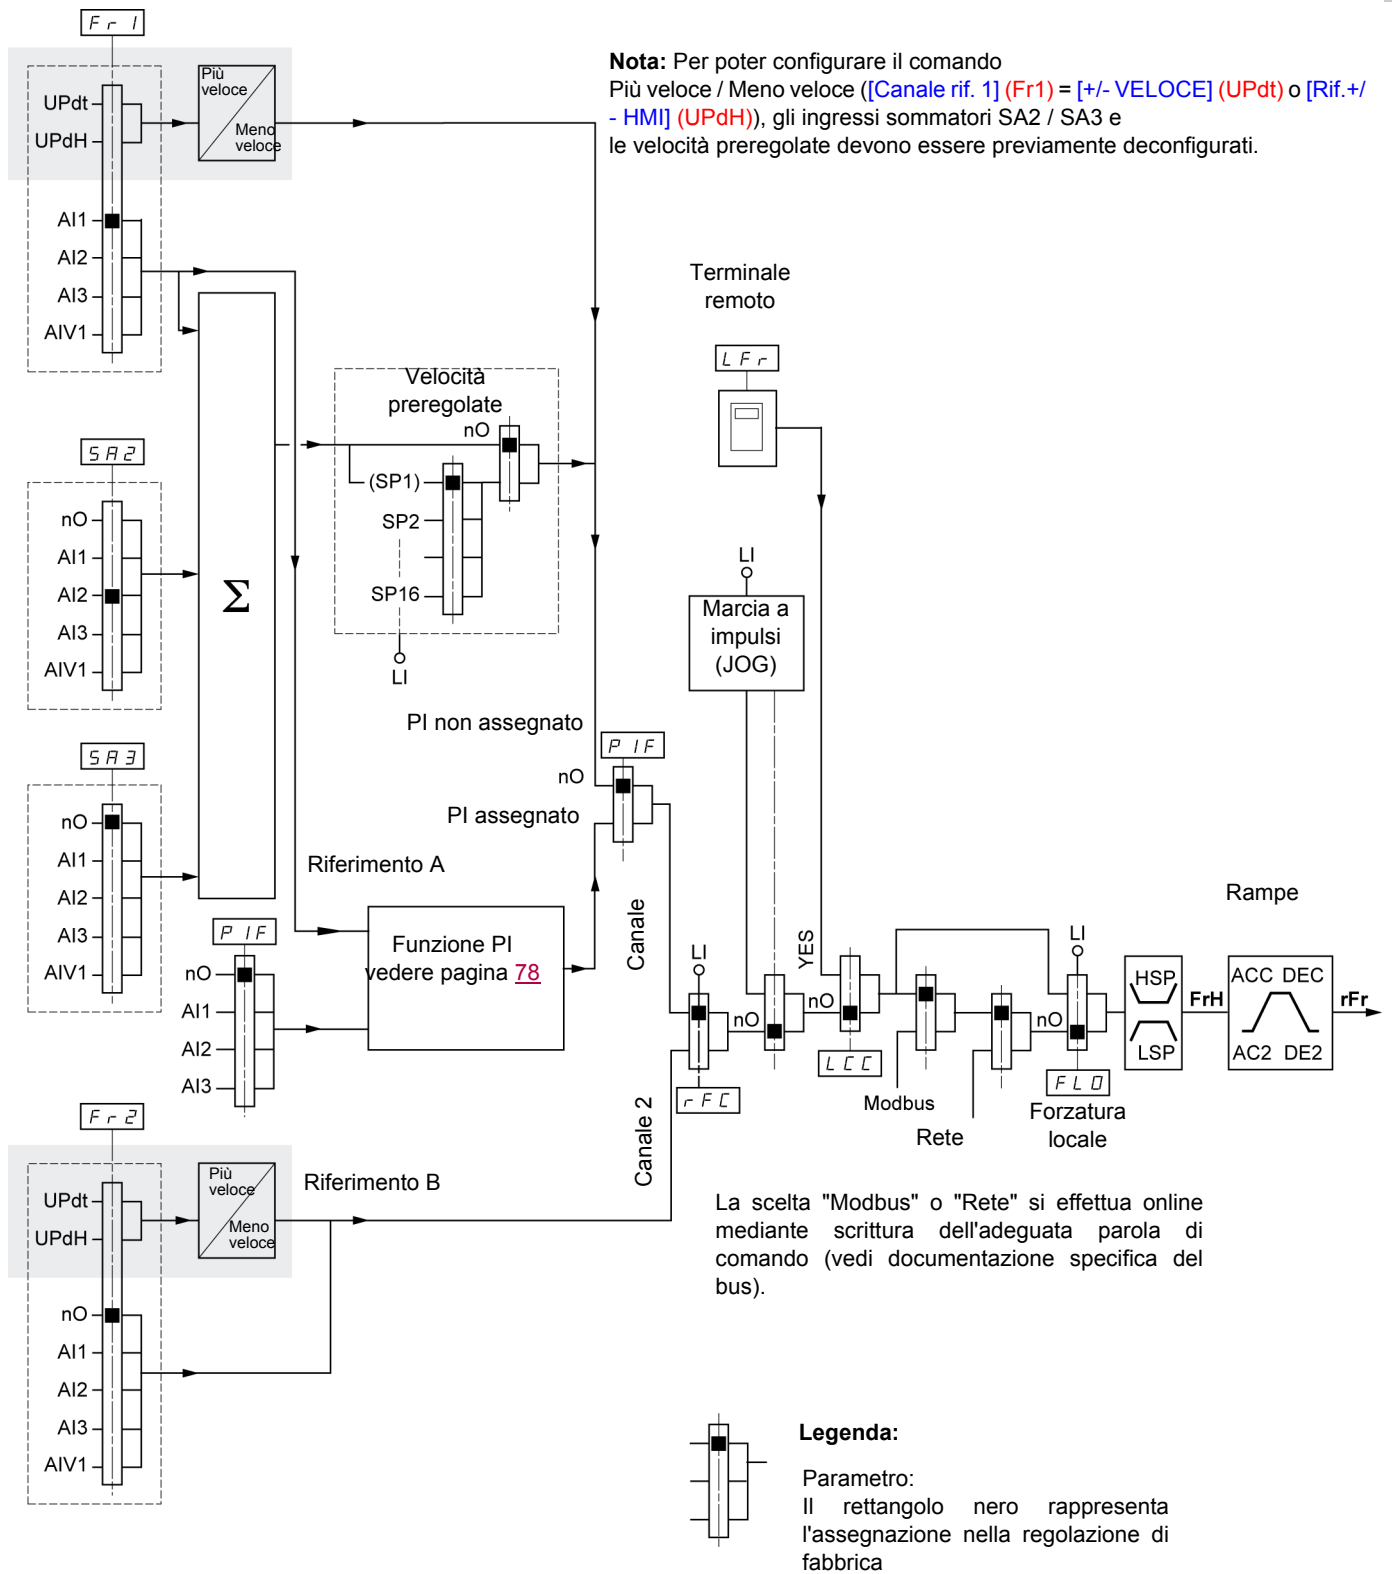 Fr1
UPdt
UPdH
Più
veloce
Meno
veloce
AI1
AI2
AI3
AIV1
Nota: Per poter configurare il comando
Più veloce / Meno veloce ([Canale rif. 1] (Fr1) = [+/- VELOCE] (UPdt) o [Rif.+/
- HMI] (UPdH)), gli ingressi sommatori SA2 / SA3 e
le velocità preregolate devono essere previamente deconfigurati.
Terminale
remoto
LFr
Velocità
preregolate
nO
(SP1)
SP2
SP16
LI
SA2
nO
AI1
AI2
AI3
AIV1
Σ
LI
Marcia a
impulsi
(JOG)
PI non assegnato
PIF
nO
PI assegnato
SA3
nO
AI1
AI2
AI3
AIV1
Riferimento A
PIF
nO
AI1
AI2
AI3
Funzione PI
vedere pagina 78
Canale
LI
rFC
nO
YES
nO
LCC
Modbus
Rete
nO
LI
FLO
Forzatura
locale
HSP
LSP
FrH
Rampe
ACC DEC
AC2 DE2
rFr
Fr2
UPdt
UPdH
Più
veloce
Meno
veloce
Riferimento B
Canale 2
nO
AI1
AI2
AI3
AIV1
La scelta "Modbus" o "Rete" si effettua online
mediante scrittura dell'adeguata parola di
comando (vedi documentazione specifica del
bus).
Legenda:
Parametro:
Il rettangolo nero rappresenta
l'assegnazione nella regolazione di
fabbrica